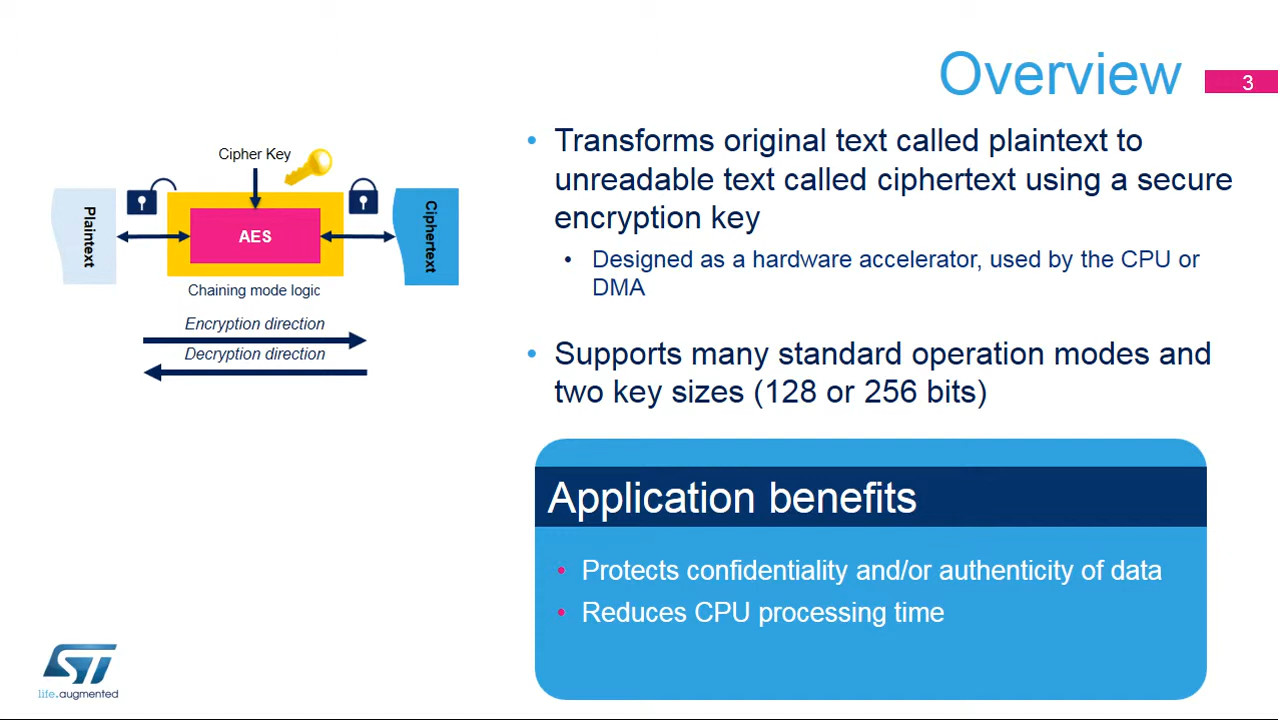 Overview
3
Cipher Key
Plaintext
AES
Ciphertext
Chaining mode logic
Encryption direction
Decryption direction
• Transforms original text called plaintext to
unreadable text called ciphertext using a secure
encryption key
• Designed as a hardware accelerator, used by the CPU or
DMA
• Supports many standard operation modes and
two key sizes (128 or 256 bits)
Application benefits
• Protects confidentiality and/or authenticity of data
• Reduces CPU processing time
ST
life.augmented